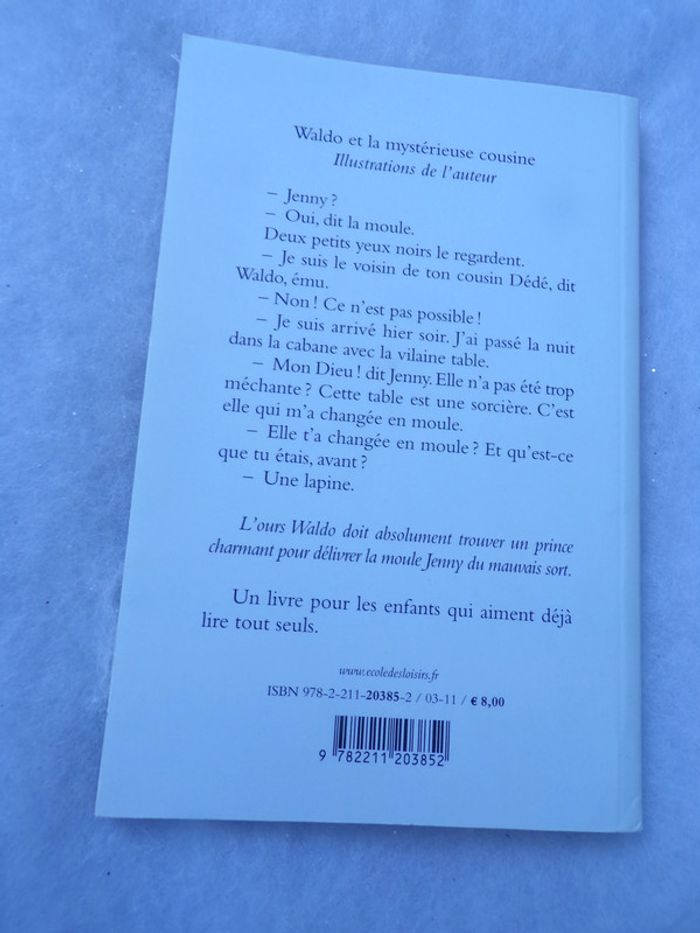 Waldo et la mystérieuse cousine
Illustrations de l'auteur
– Jenny ?
– Oui, dit la moule.
Deux petits yeux noirs le regardent.
– Je suis le voisin de ton cousin Dédé, dit
Waldo, ému.
– Non ! Ce n'est pas possible !
– Je suis arrivé hier soir. J'ai passé la nuit
dans la cabane avec la vilaine table.
– Mon Dieu ! dit Jenny. Elle n'a pas été trop
méchante ? Cette table est une sorcière. C'est
elle qui m'a changée en moule.
– Elle t'a changée en moule ? Et qu'est-ce
que tu étais, avant ?
– Une lapine.
L'ours Waldo doit absolument trouver un prince
charmant pour délivrer la moule Jenny du mauvais sort.
Un livre pour les enfants qui aiment déjà
lire tout seuls.
www.ecoledesloisirs.fr
ISBN 978-2-211-20385-2 / 03-11 / € 8,00
9 782211 203852